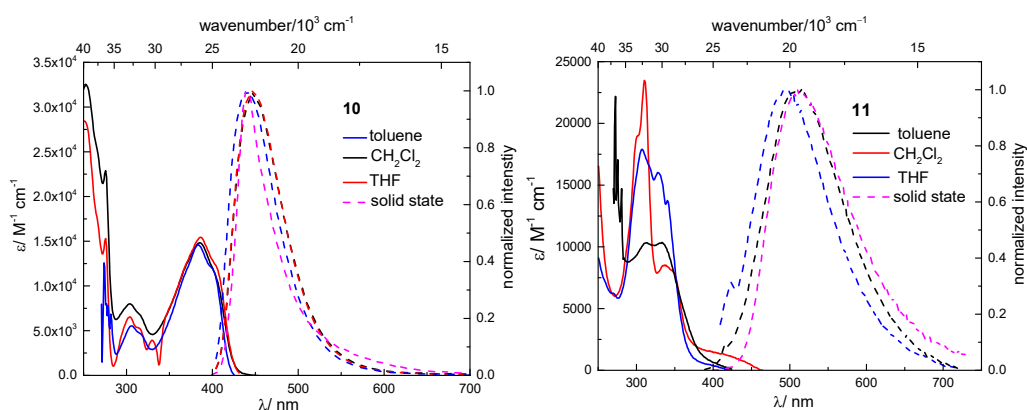 wavenumber/10³ cm⁻¹
40 35 30 25 20 15
3.5x10⁴
3.0x10⁴
2.5x10⁴
2.0x10⁴
1.5x10⁴
1.0x10⁴
5.0x10³
0.0
ε/ M⁻¹ cm⁻¹
10
toluene
CH₂Cl₂
THF
solid state
1.0
0.8
0.6
0.4
0.2
0.0
normalized intenstiy
300 400 500 600 700
λ/ nm
wavenumber/10³ cm⁻¹
40 35 30 25 20 15
25000
20000
15000
10000
5000
0
ε/ M⁻¹ cm⁻¹
11
toluene
CH₂Cl₂
THF
solid state
1.0
0.8
0.6
0.4
0.2
0.0
normalized intensity
300 400 500 600 700
λ/ nm